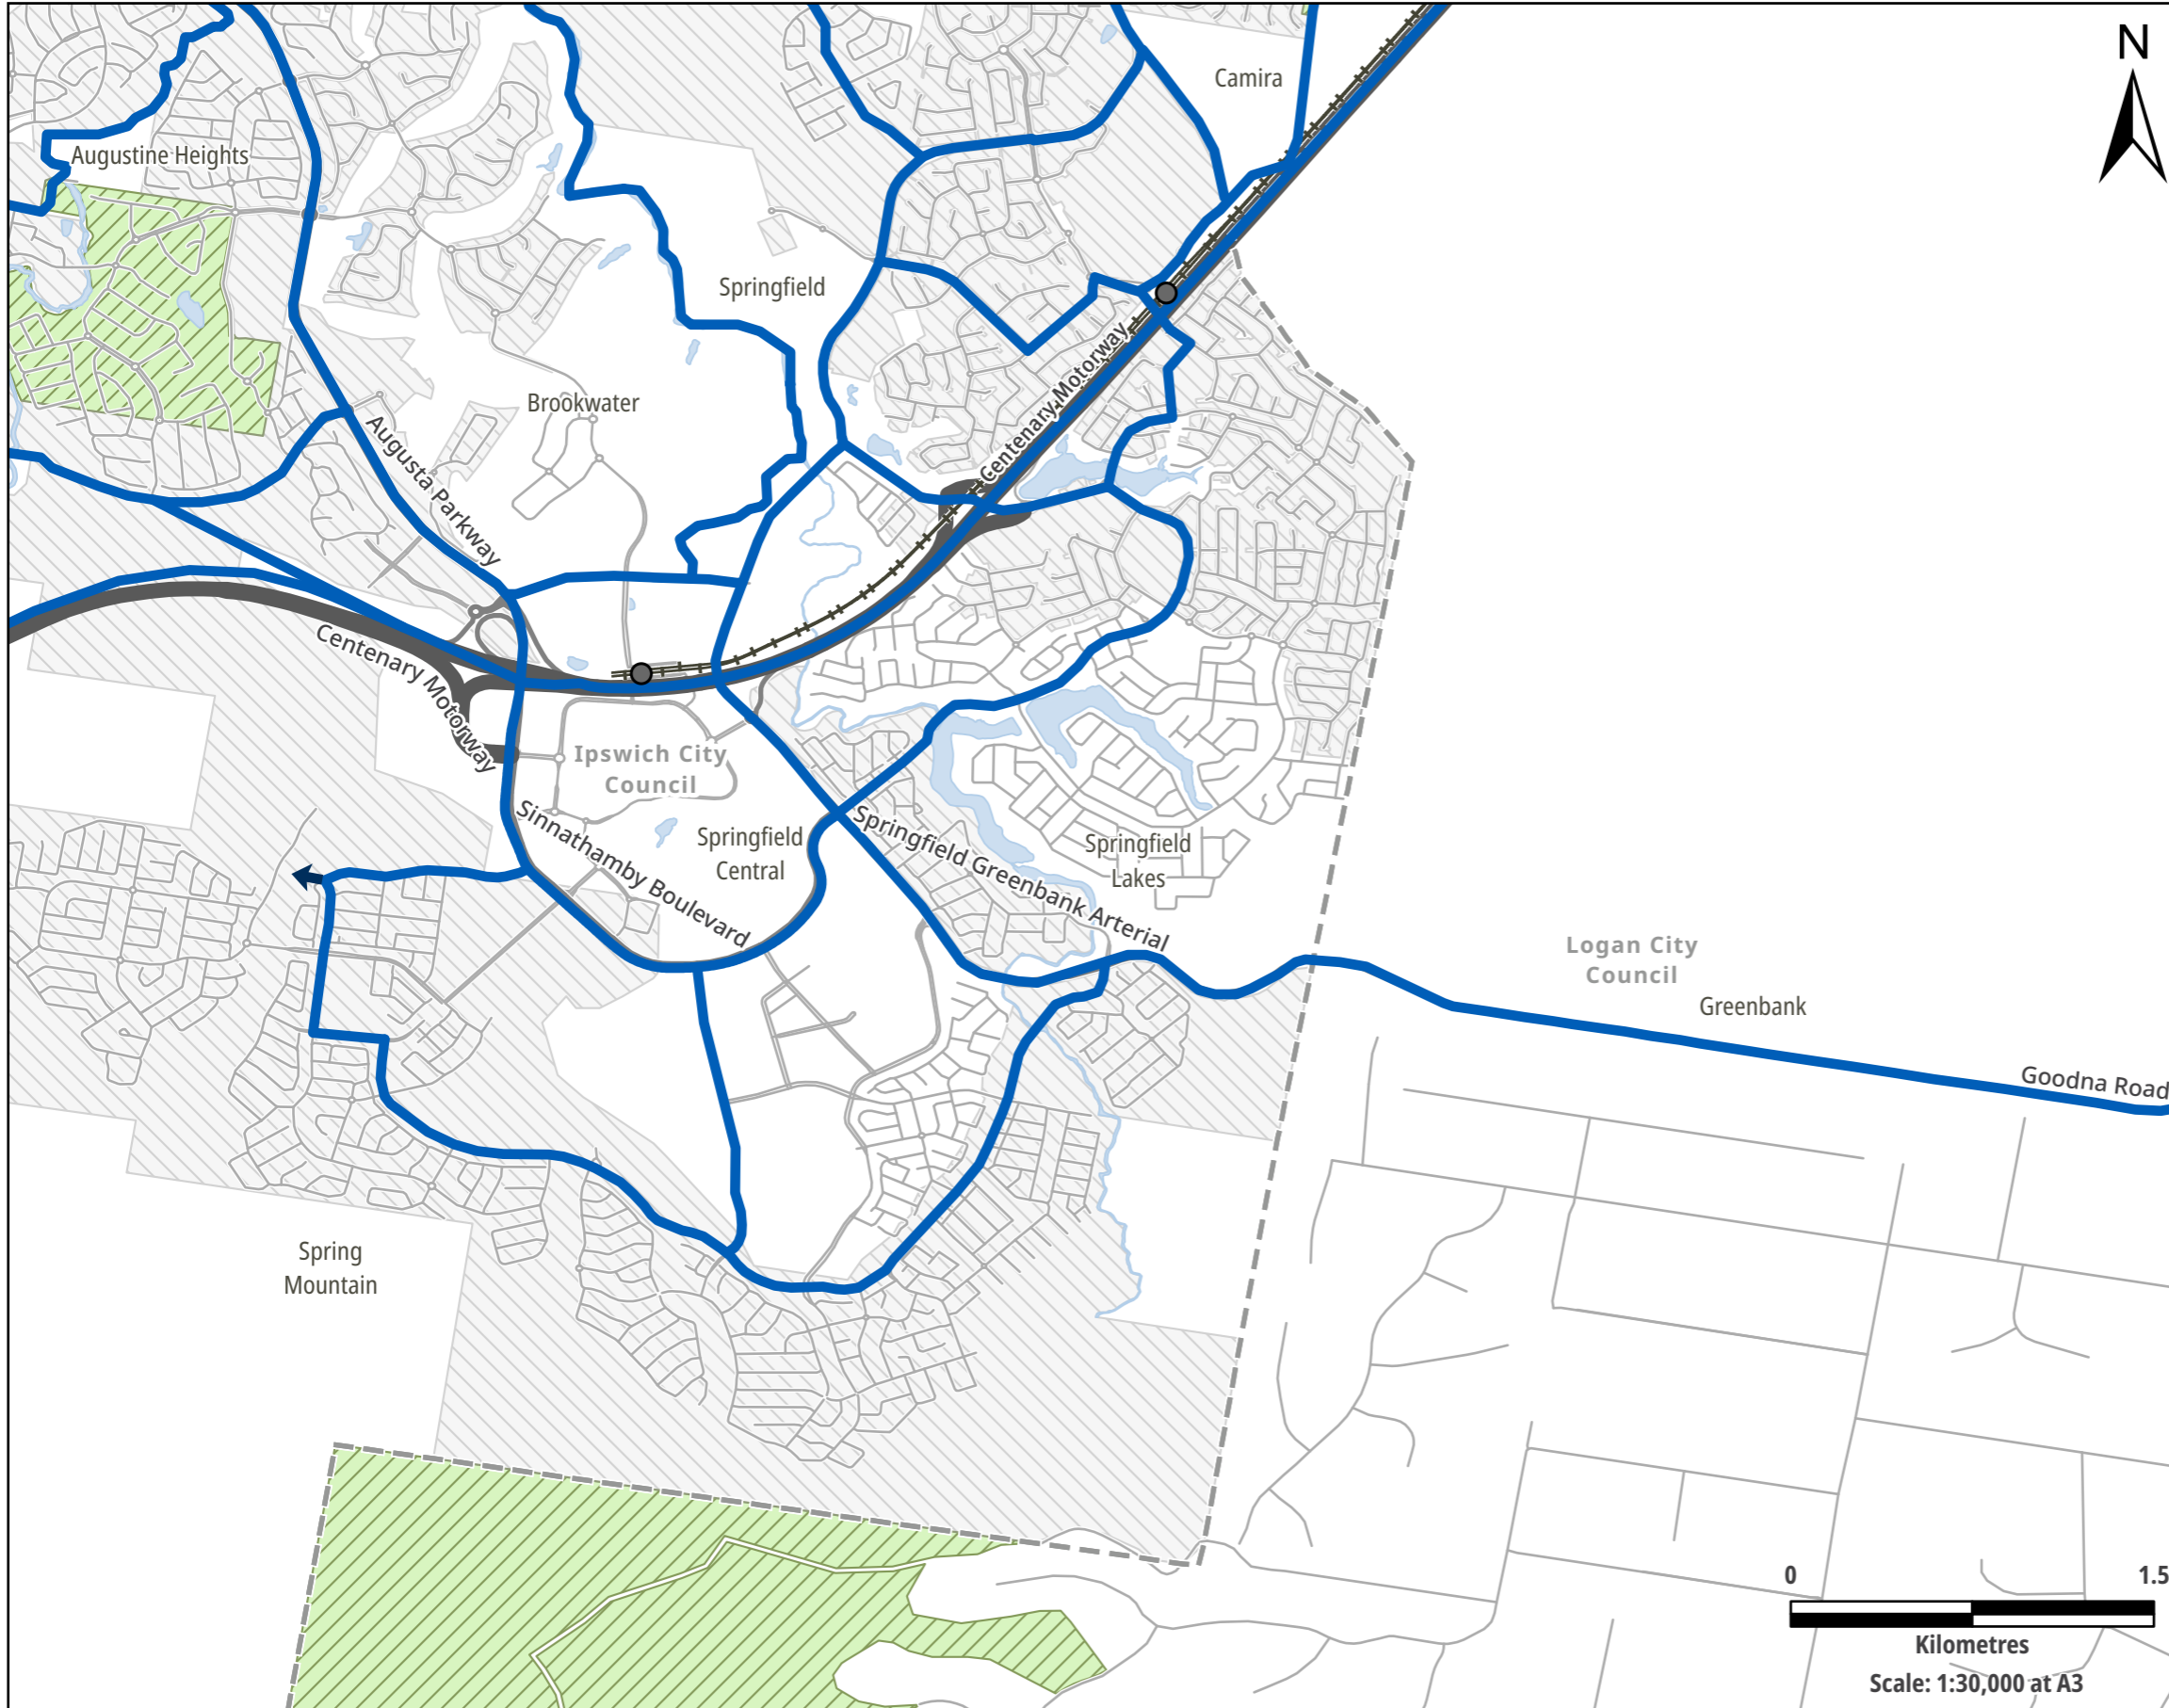 N
Camira
Augustine Heights
Springfield
Centenary Motorway
Brookwater
Augusta Parkway
Centenary Motorway
Ipswich City
Council
Sinnathamby Boulevard
Springfield
Central
Springfield Greenbank Arterial
Springfield
Lakes
Logan City
Council
Greenbank
Goodna Road
Spring
Mountain
0 1.5
Kilometres
Scale: 1:30,000 at A3